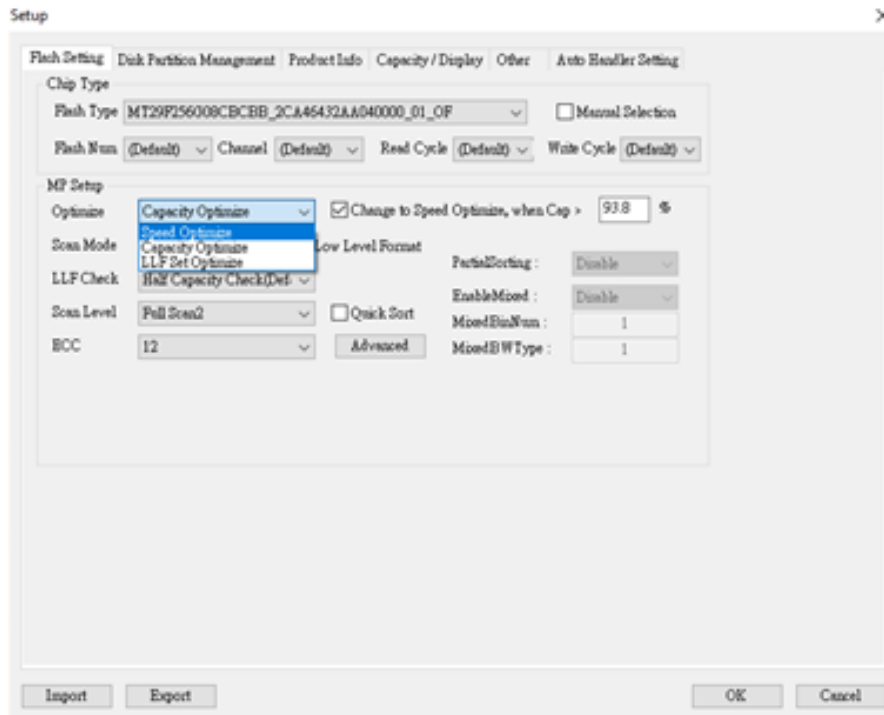 Setup
Flash Setting Disk Partition Management Product Info Capacity / Display Other Auto Handler Setting
Chip Type
Flash Type MT29F256G08CBCBB_2CA46432AA040000_01_OF Manual Selection
Flash Num (Default) Channel (Default) Read Cycle (Default) Write Cycle (Default)
MP Setup
Optimize Capacity Optimize Change to Speed Optimize, when Cap > 93.8 %
Speed Optimize
Scan Mode Capacity Optimize Low Level Format
LLF Set Optimize PartialSorting : Disable
LLF Check Half Capacity Check(Def
EnableMixed : Disable
Scan Level Full Scan2 Quick Sort MixedBinNum : 1
ECC 12 Advanced MixedBWType : 1
Import Export OK Cancel